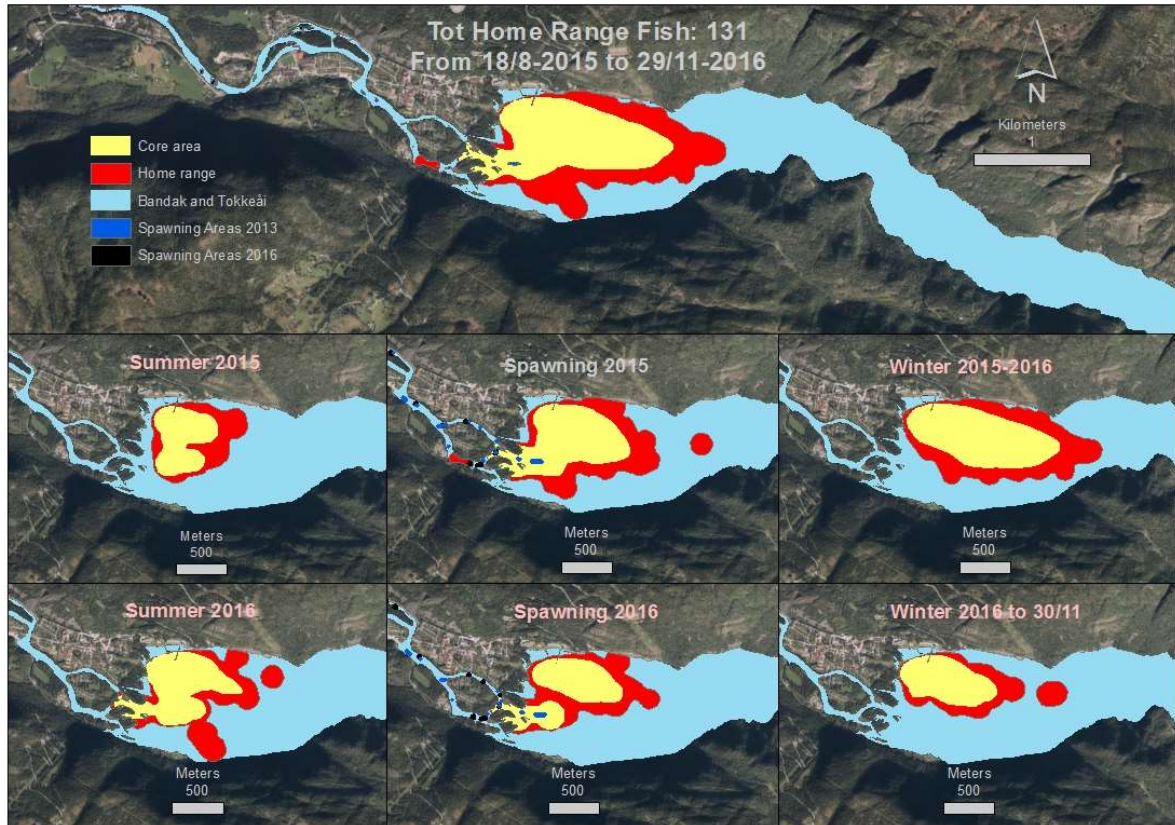 Tot Home Range Fish: 131
From 18/8-2015 to 29/11-2016
N
Kilometers
1
Core area
Home range
Bandak and Tokkeåi
Spawning Areas 2013
Spawning Areas 2016
Summer 2015
Meters
500
Spawning 2015
Meters
500
Winter 2015-2016
Meters
500
Summer 2016
Meters
500
Spawning 2016
Meters
500
Winter 2016 to 30/11
Meters
500